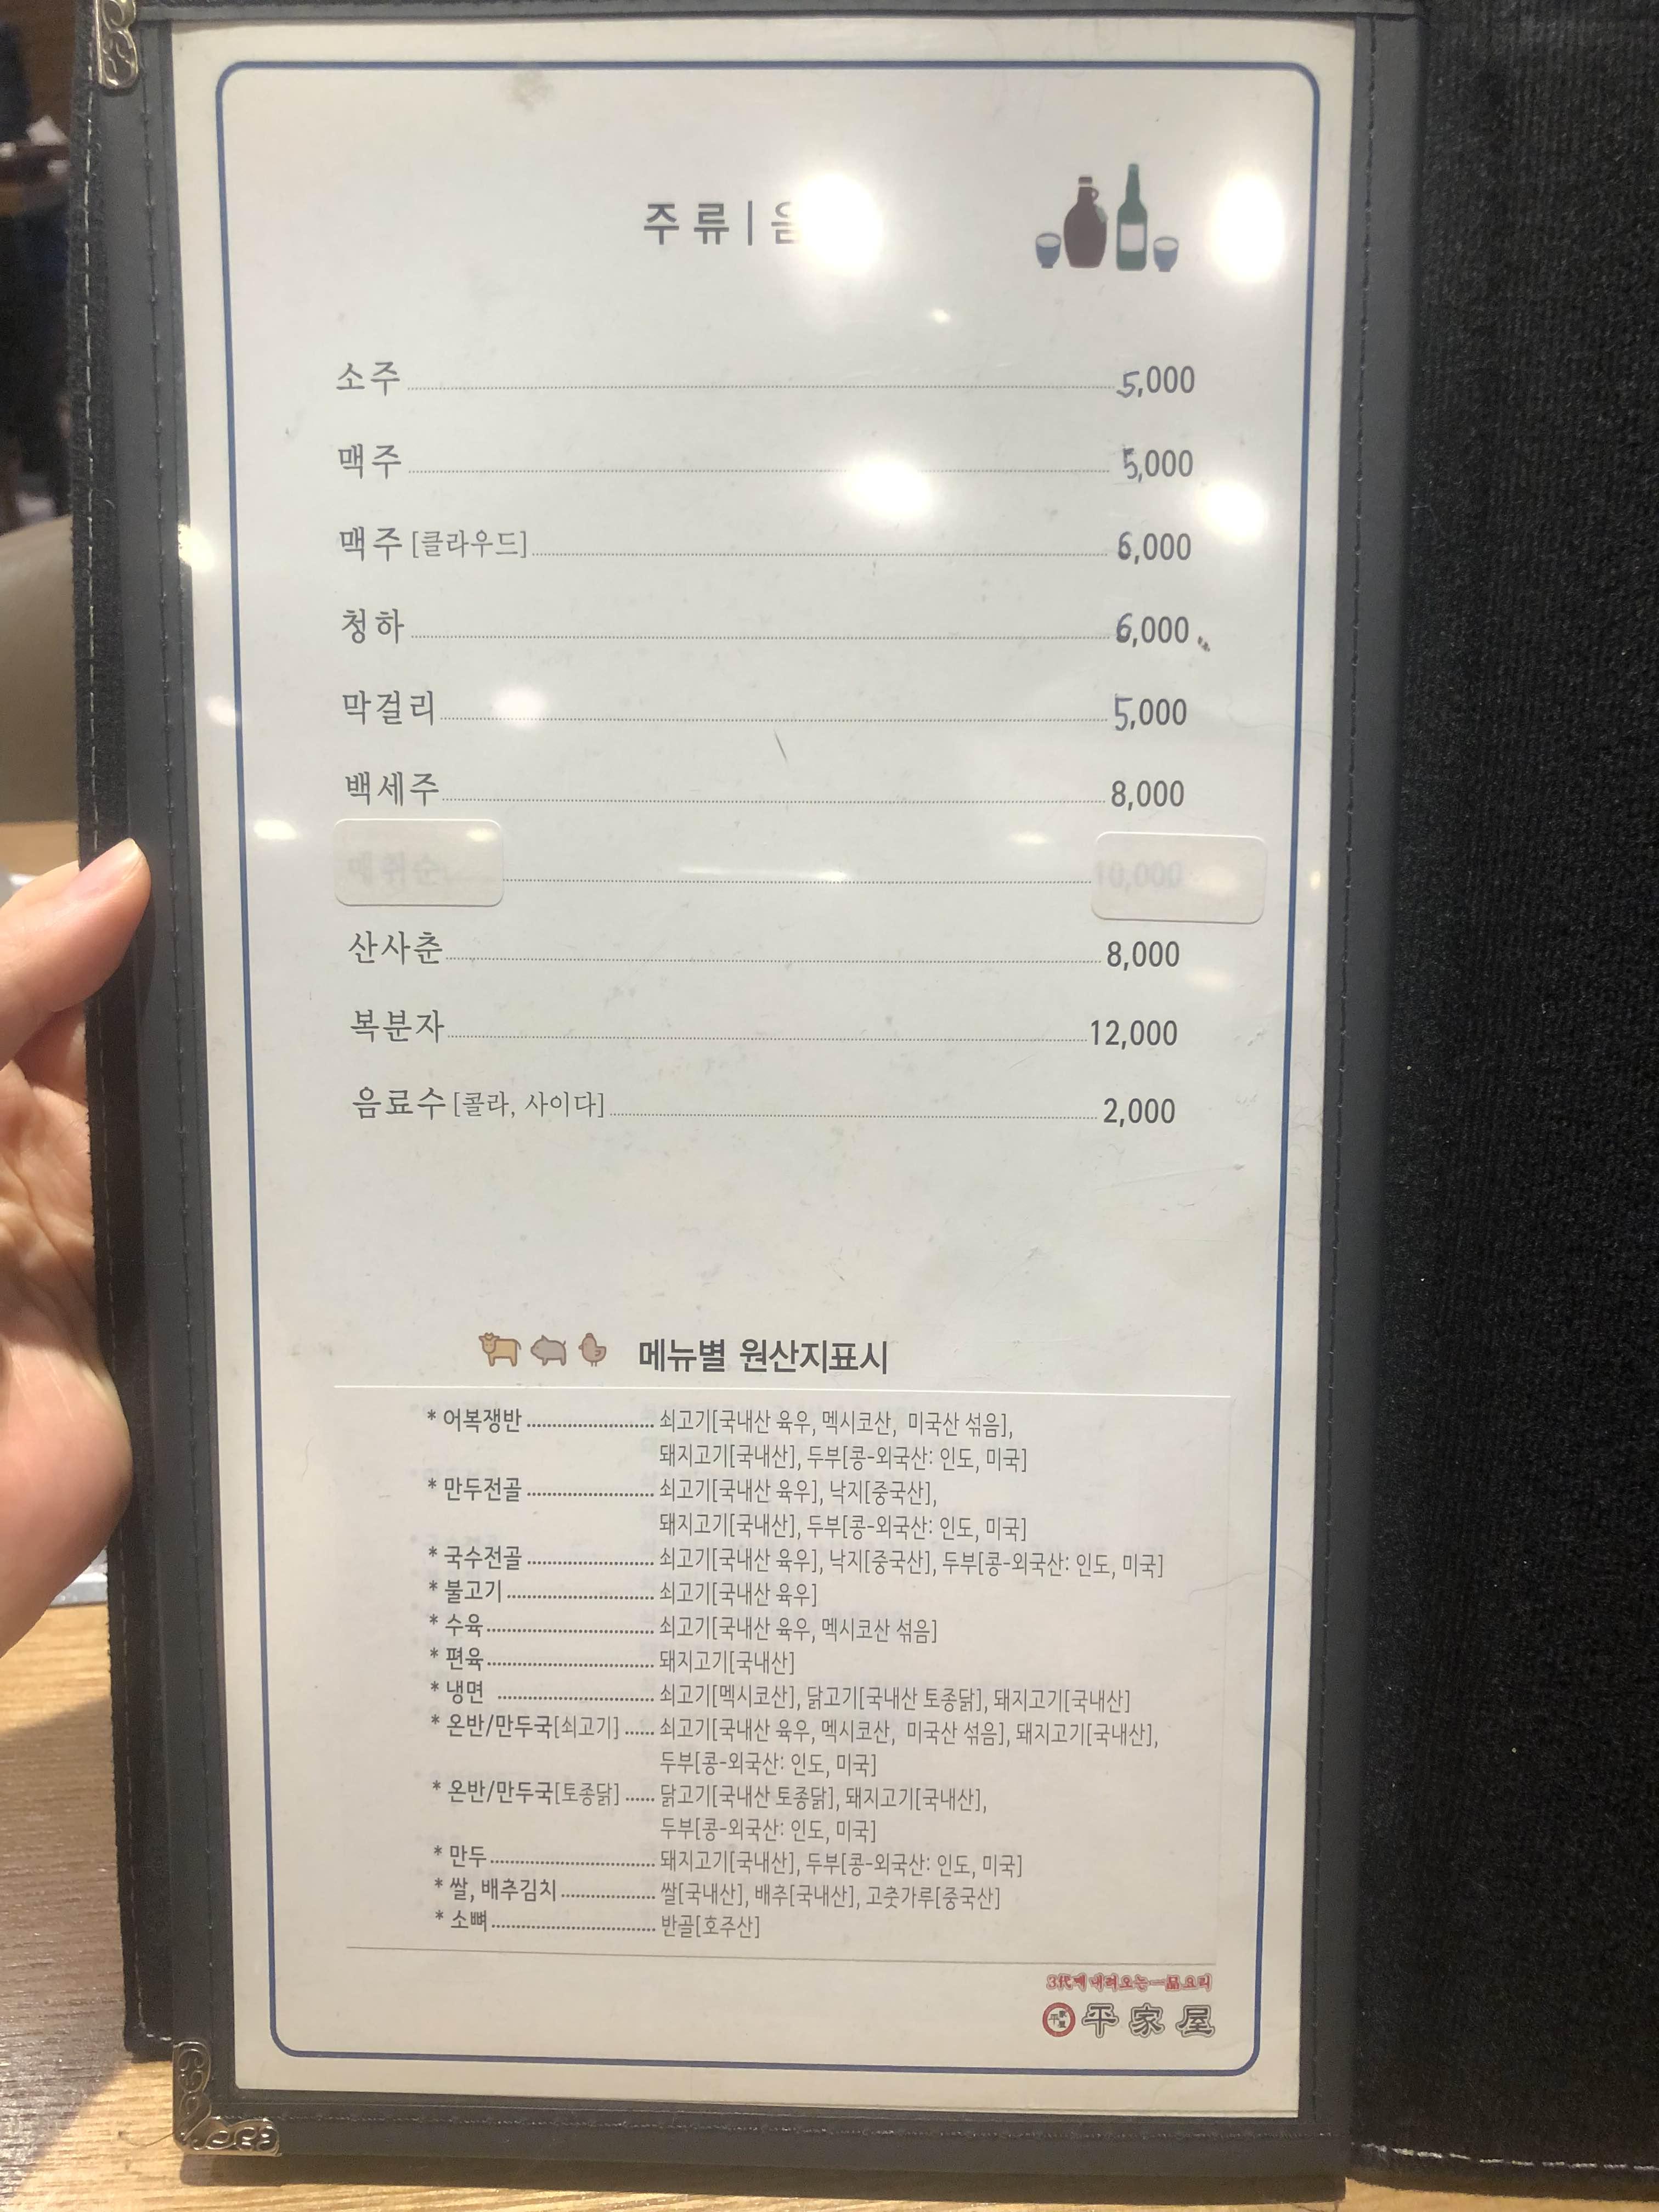 주류 |
소주 5,000
맥주 5,000
맥주 [클라우드] 6,000
청하 6,000
막걸리 5,000
백세주 8,000
10,000
산사춘 8,000
복분자 12,000
음료수 [콜라, 사이다] 2,000
메뉴별 원산지표시
* 어복쟁반 쇠고기[국내산 육우, 멕시코산, 미국산 섞음],
돼지고기[국내산], 두부[콩-외국산: 인도, 미국]
* 만두전골 쇠고기[국내산 육우], 낙지[중국산],
돼지고기[국내산], 두부[콩-외국산: 인도, 미국]
* 국수전골 쇠고기[국내산 육우], 낙지[중국산], 두부[콩-외국산: 인도, 미국]
* 불고기 쇠고기[국내산 육우]
* 수육 쇠고기[국내산 육우, 멕시코산 섞음]
* 편육 돼지고기[국내산]
* 냉면 쇠고기[멕시코산], 닭고기[국내산 토종닭], 돼지고기[국내산]
* 온반/만두국[쇠고기] 쇠고기[국내산 육우, 멕시코산, 미국산 섞음], 돼지고기[국내산],
두부[콩-외국산: 인도, 미국]
* 온반/만두국[토종닭] 닭고기[국내산 토종닭], 돼지고기[국내산],
두부[콩-외국산: 인도, 미국]
* 만두 돼지고기[국내산], 두부[콩-외국산: 인도, 미국]
* 쌀, 배추김치 쌀[국내산], 배추[국내산], 고춧가루[중국산]
* 소뼈 반골[호주산]
3代째 내려오는 一品요리
平家屋